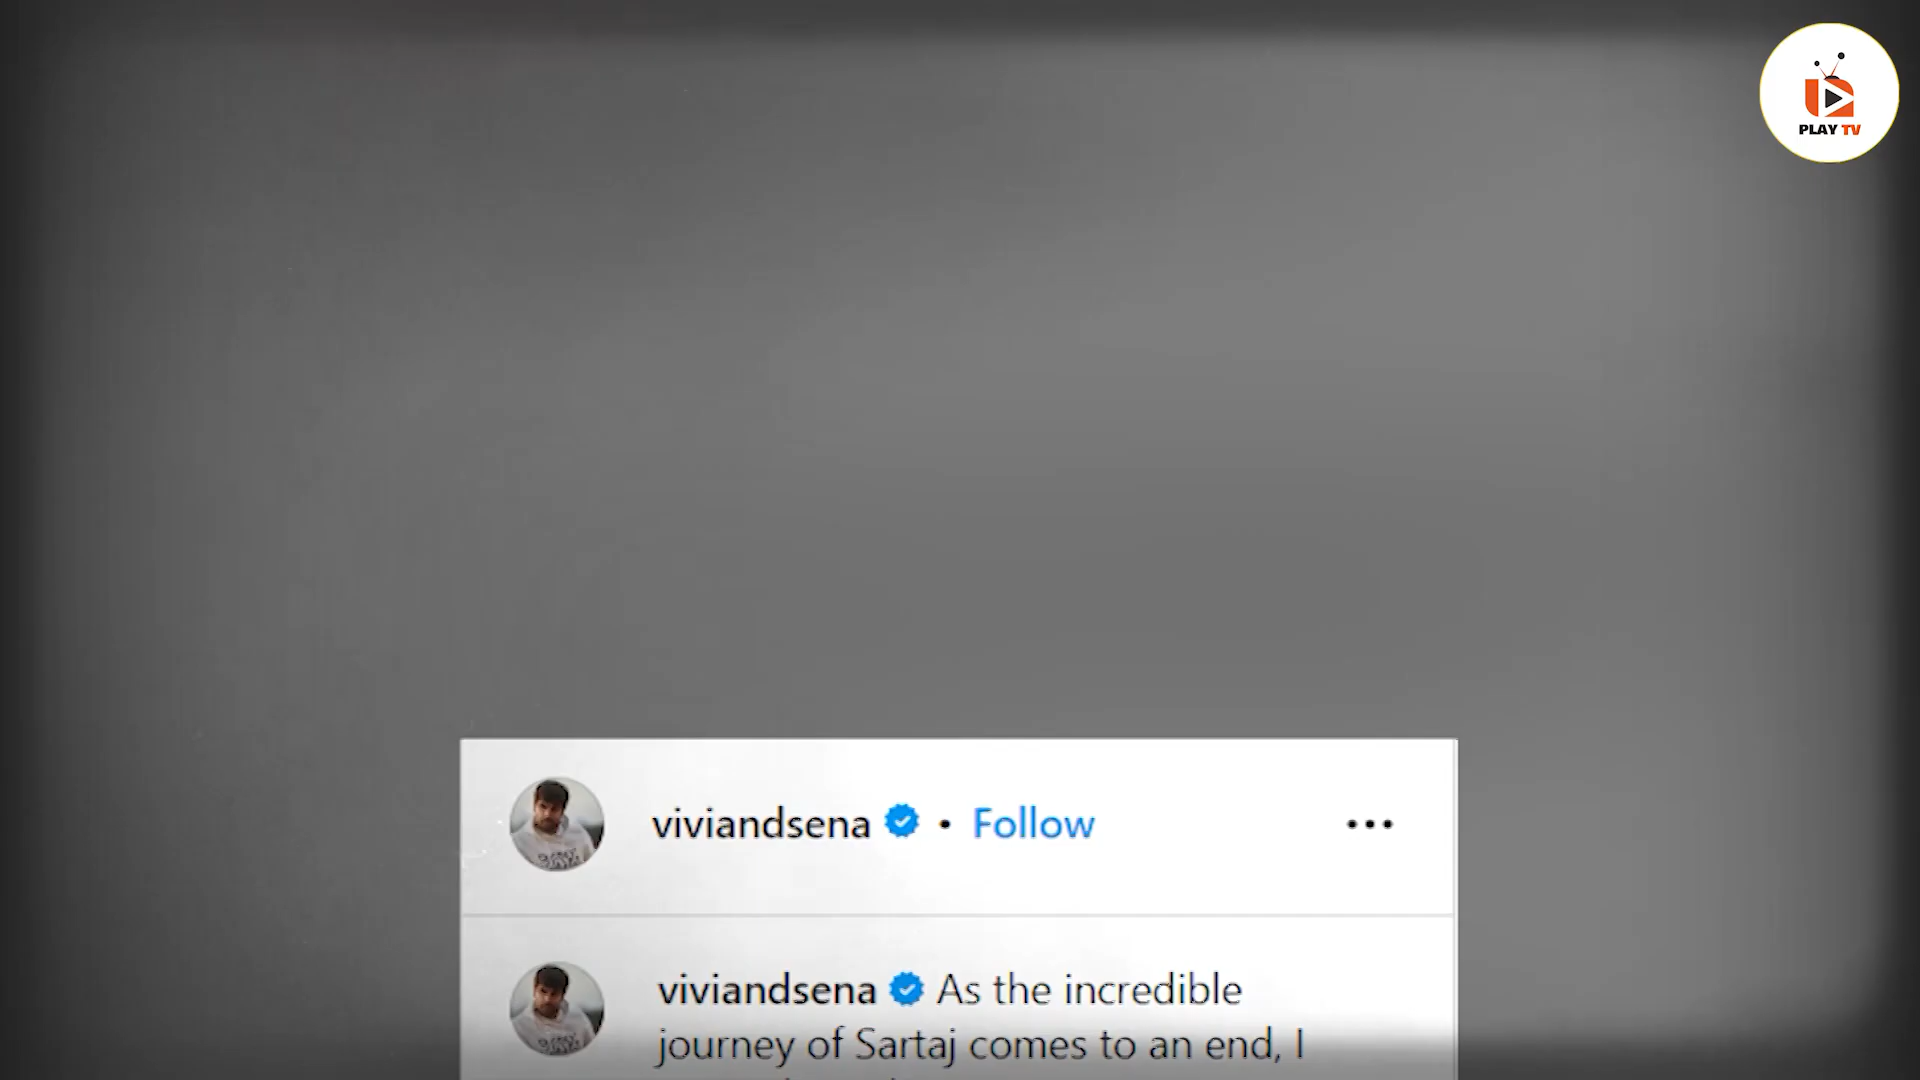 PLAY TV
viviandsena • Follow
viviandsena As the incredible
journey of Sartaj comes to an end, I